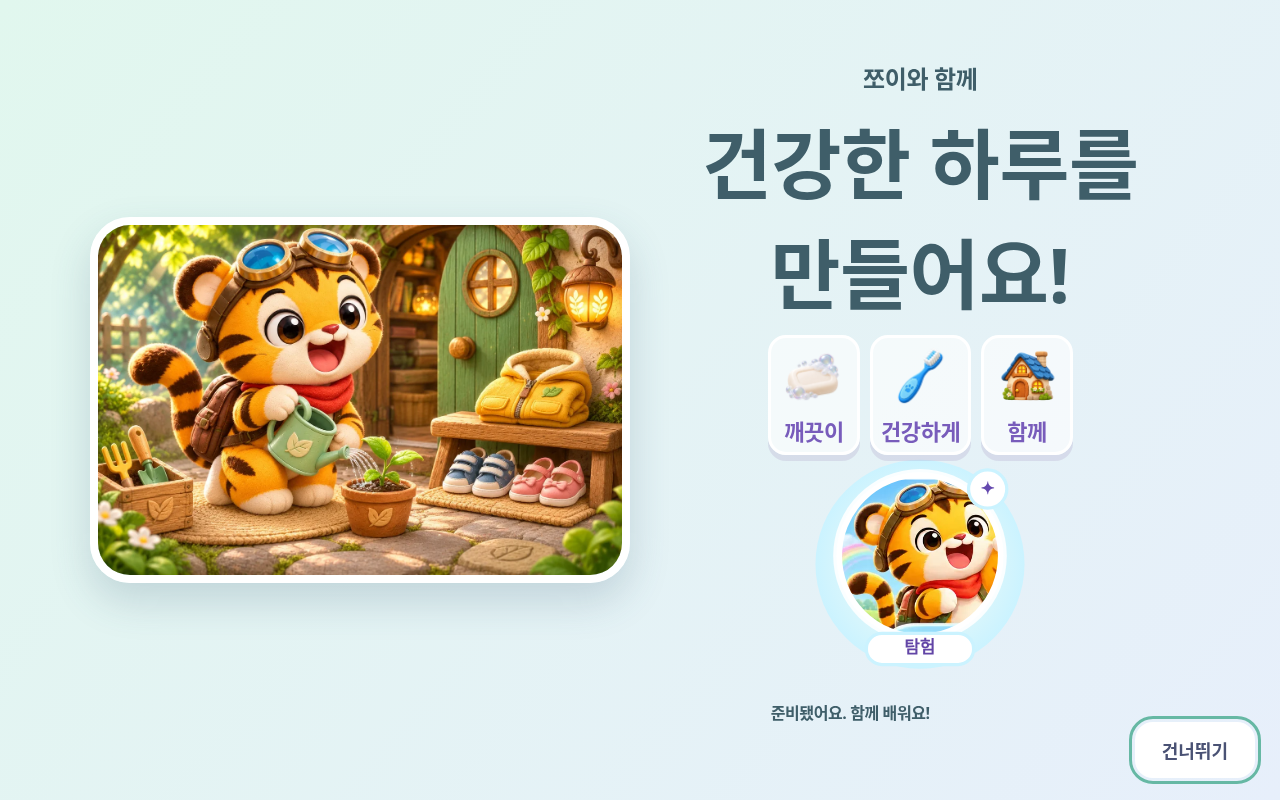 쪼이와 함께
건강한 하루를
만들어요!
깨끗이
건강하게
함께
탐험
준비됐어요. 함께 배워요!
건너뛰기